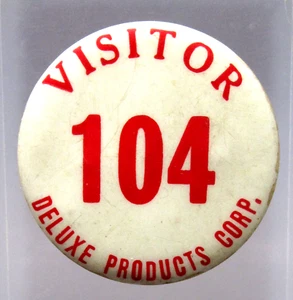 VISITOR
104
DELUXE PRODUCTS CORP.